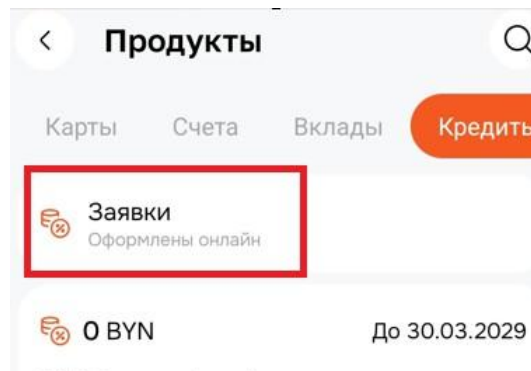 Продукты
Карты Счета Вклады Кредиты
Заявки
Оформлены онлайн
0 BYN До 30.03.2029